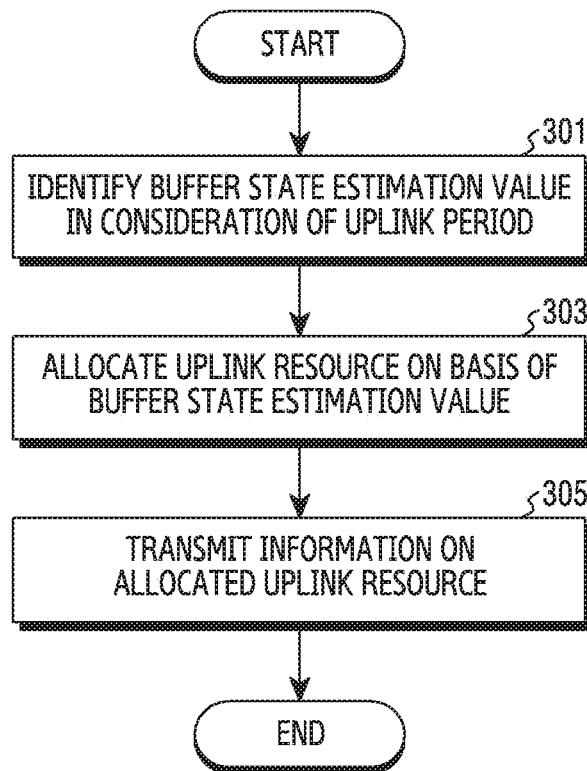 START
301
IDENTIFY BUFFER STATE ESTIMATION VALUE
IN CONSIDERATION OF UPLINK PERIOD
303
ALLOCATE UPLINK RESOURCE ON BASIS OF
BUFFER STATE ESTIMATION VALUE
305
TRANSMIT INFORMATION ON
ALLOCATED UPLINK RESOURCE
END